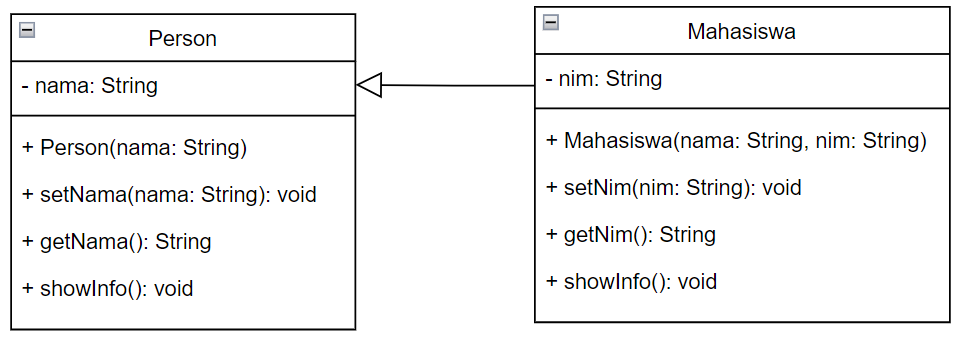 Person
- nama: String
+ Person(nama: String)
+ setNama(nama: String): void
+ getNama(): String
+ showInfo(): void
Mahasiswa
- nim: String
+ Mahasiswa(nama: String, nim: String)
+ setNim(nim: String): void
+ getNim(): String
+ showInfo(): void